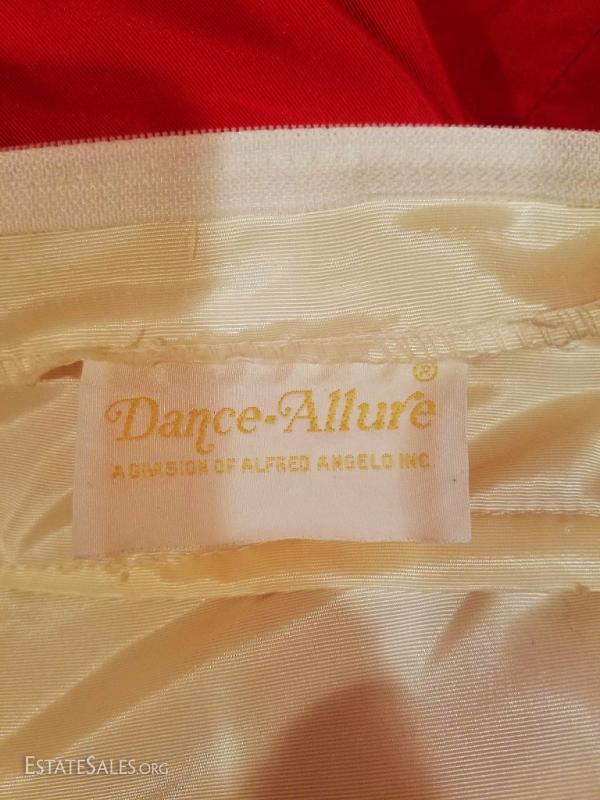 ®
Dance-Allure
A DIVISION OF ALFRED ANGELO INC.
ESTATESALES.ORG